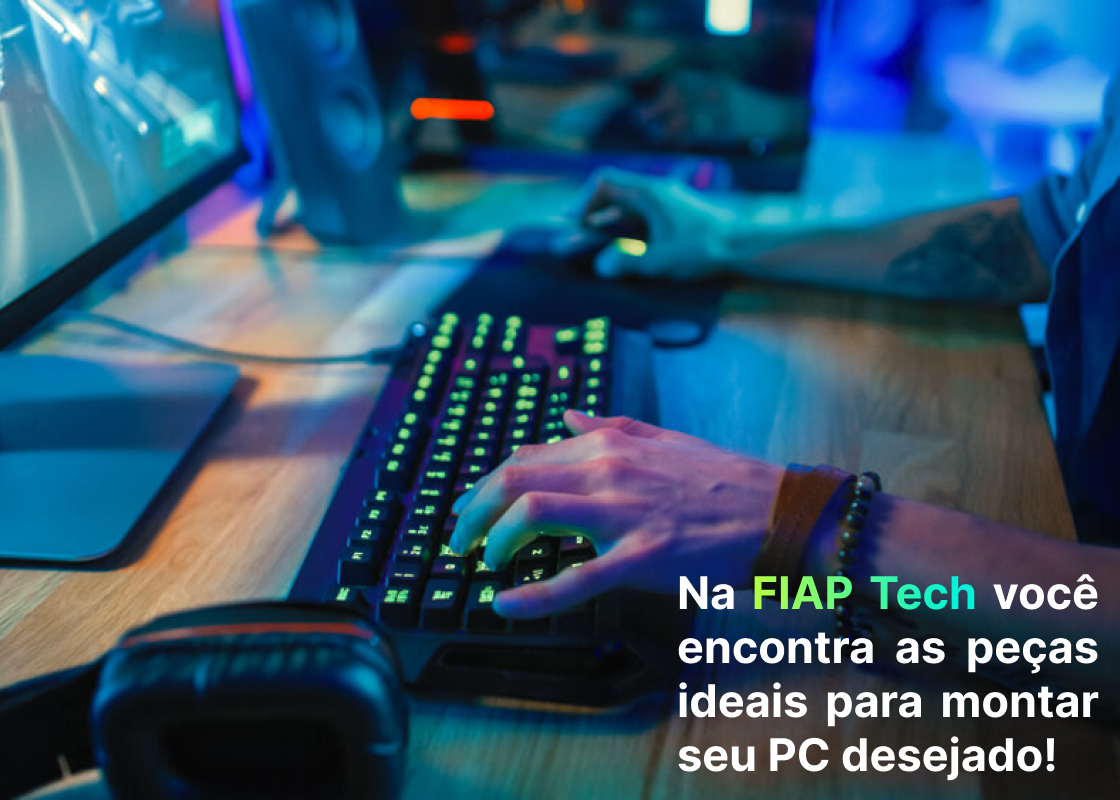 Na FIAP Tech você
encontra as peças
ideais para montar
seu PC desejado!